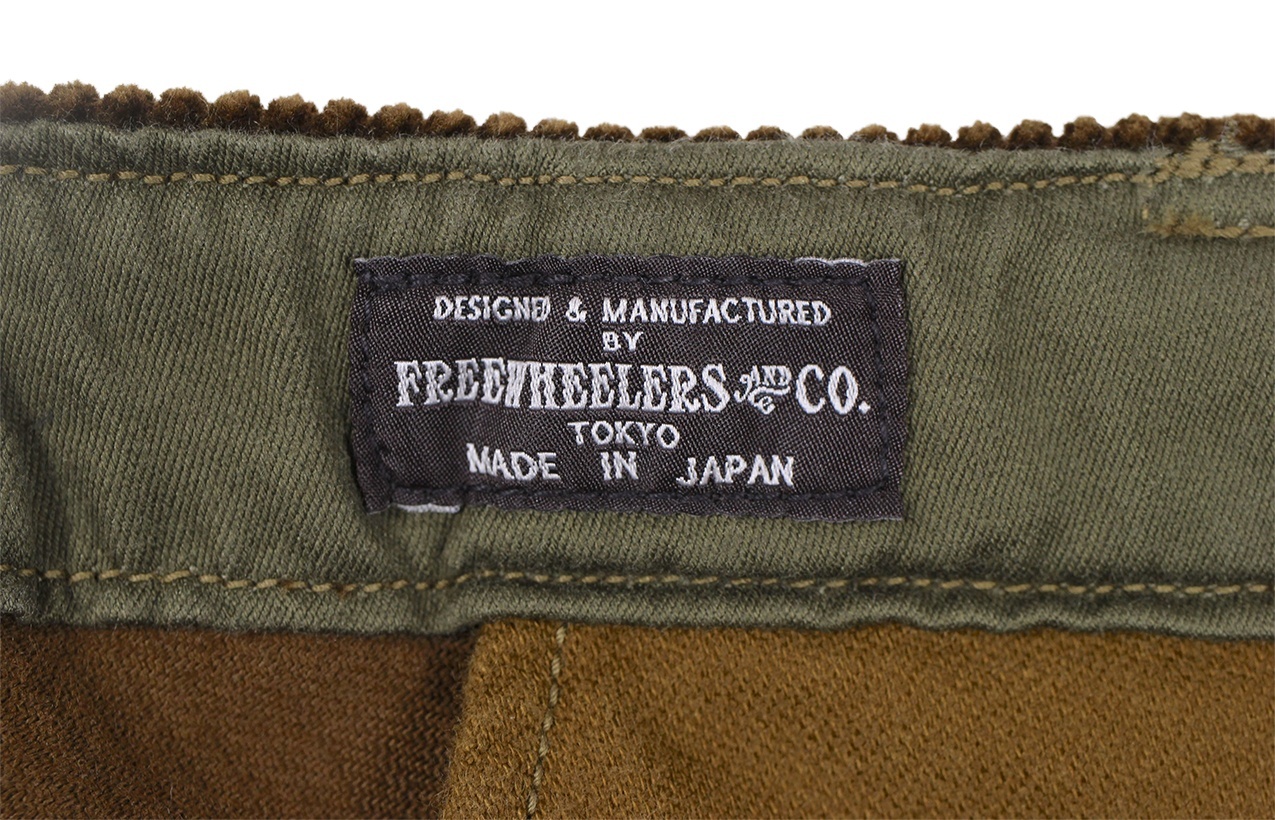 DESIGNED & MANUFACTURED
BY
FREEWHEELERS AND CO.
TOKYO
MADE IN JAPAN